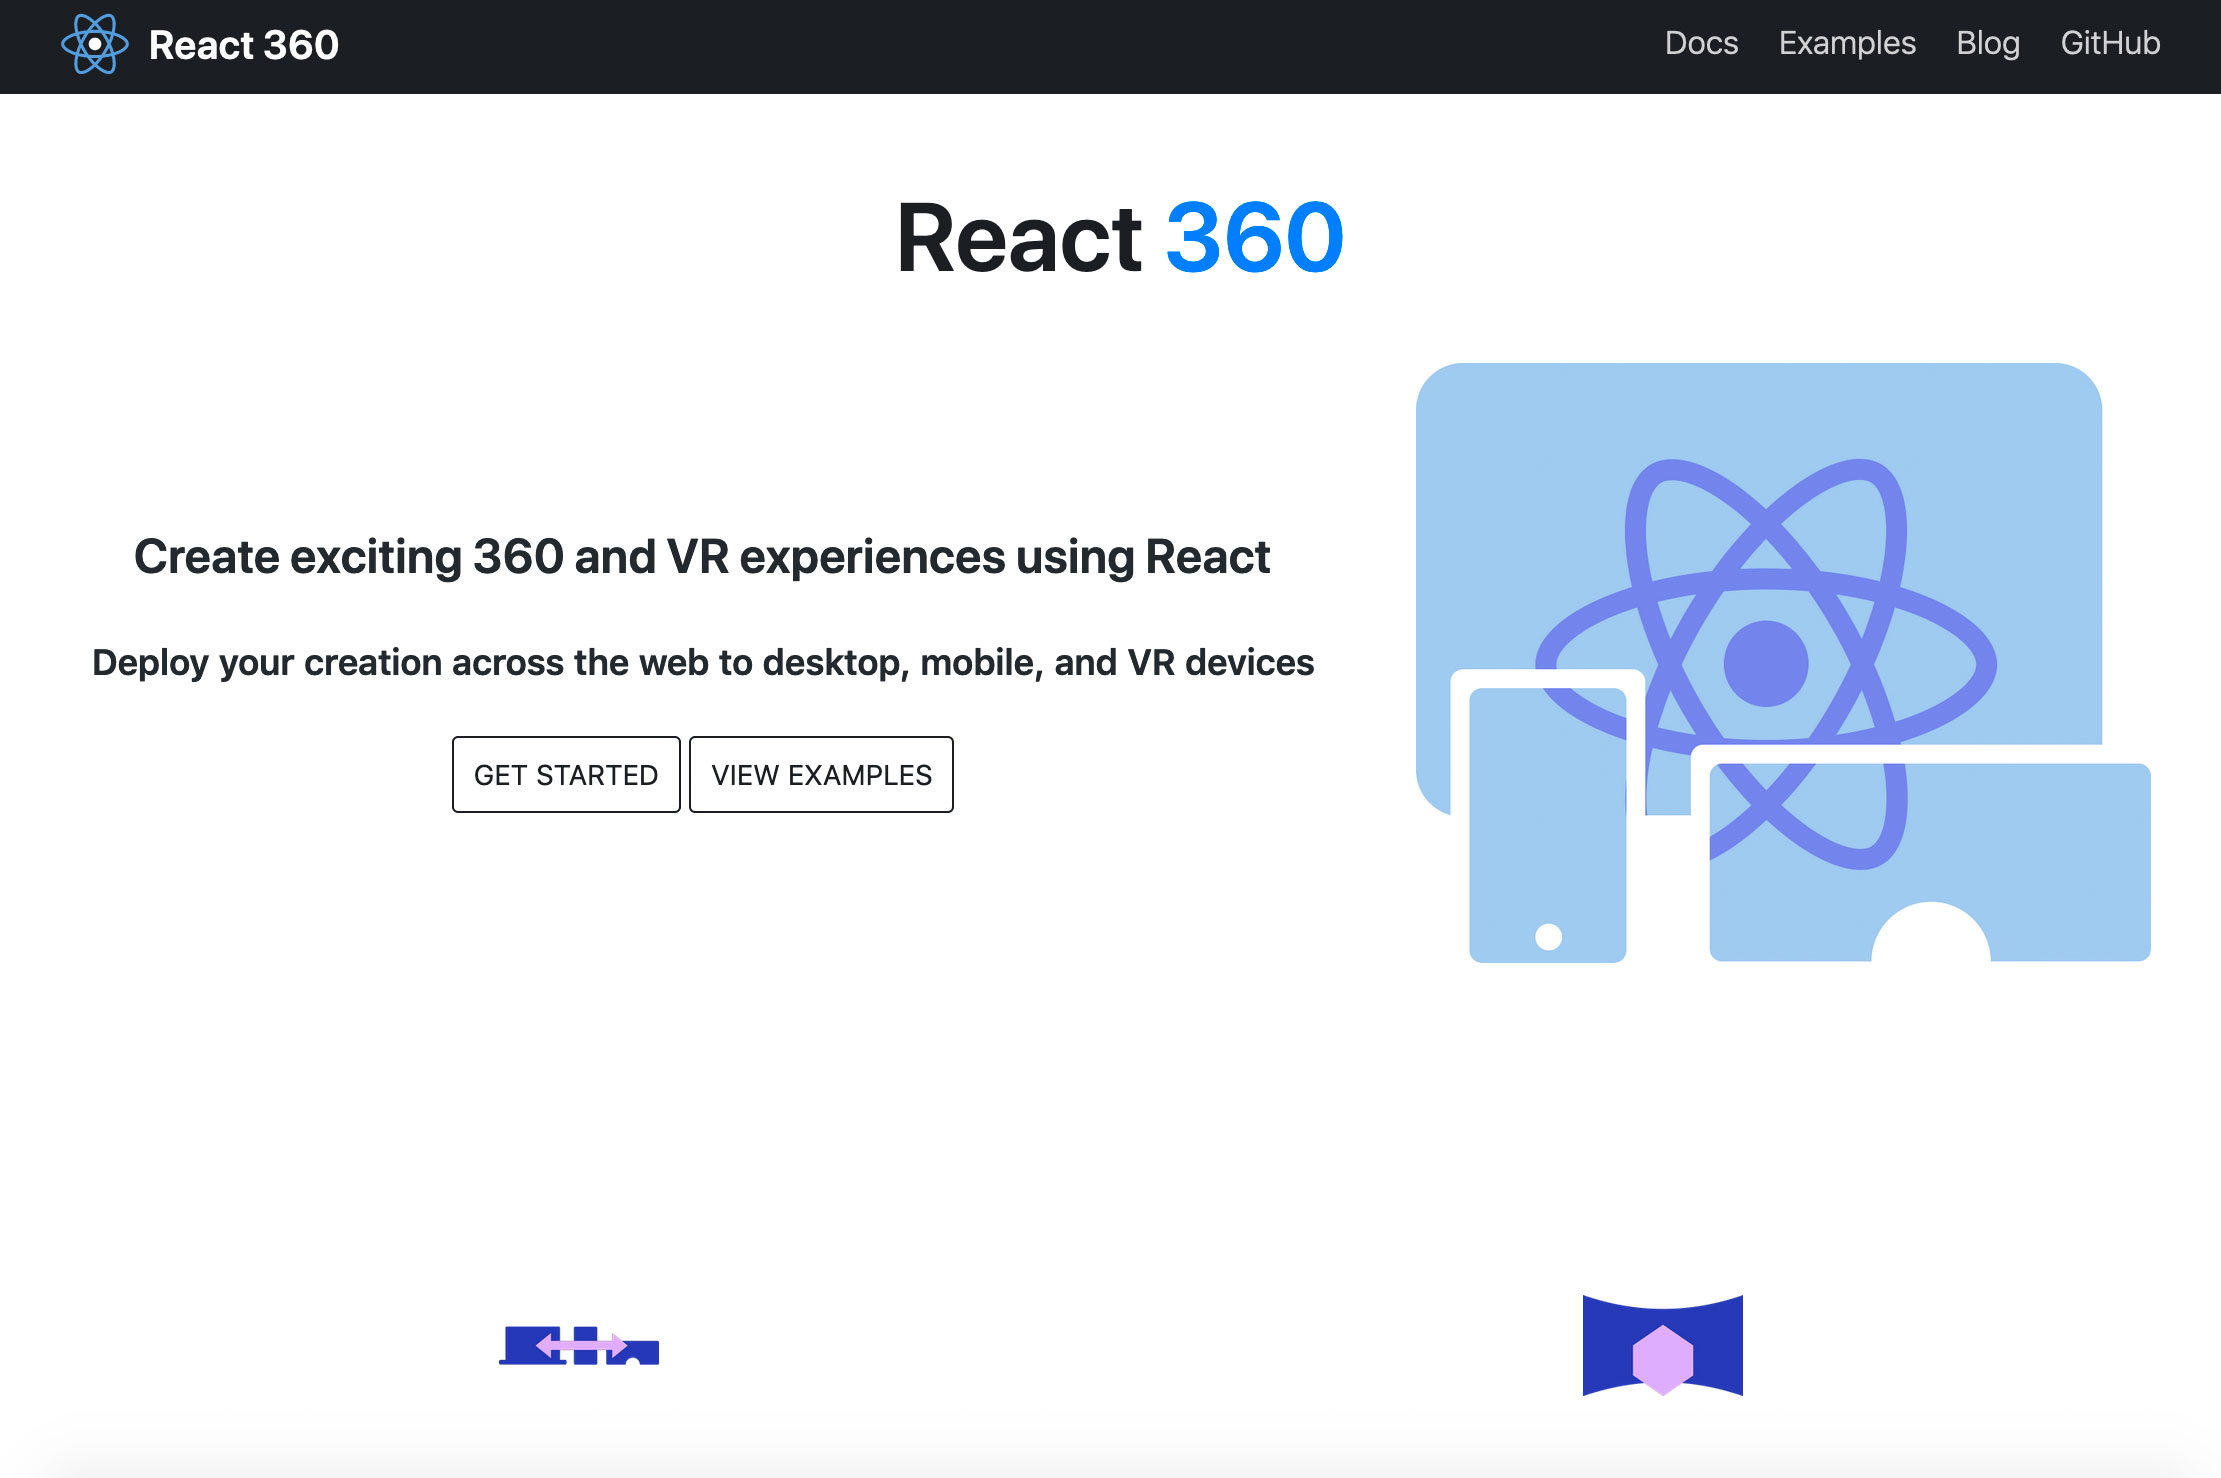 React 360
Docs Examples Blog GitHub
React 360
Create exciting 360 and VR experiences using React
Deploy your creation across the web to desktop, mobile, and VR devices
GET STARTED
VIEW EXAMPLES